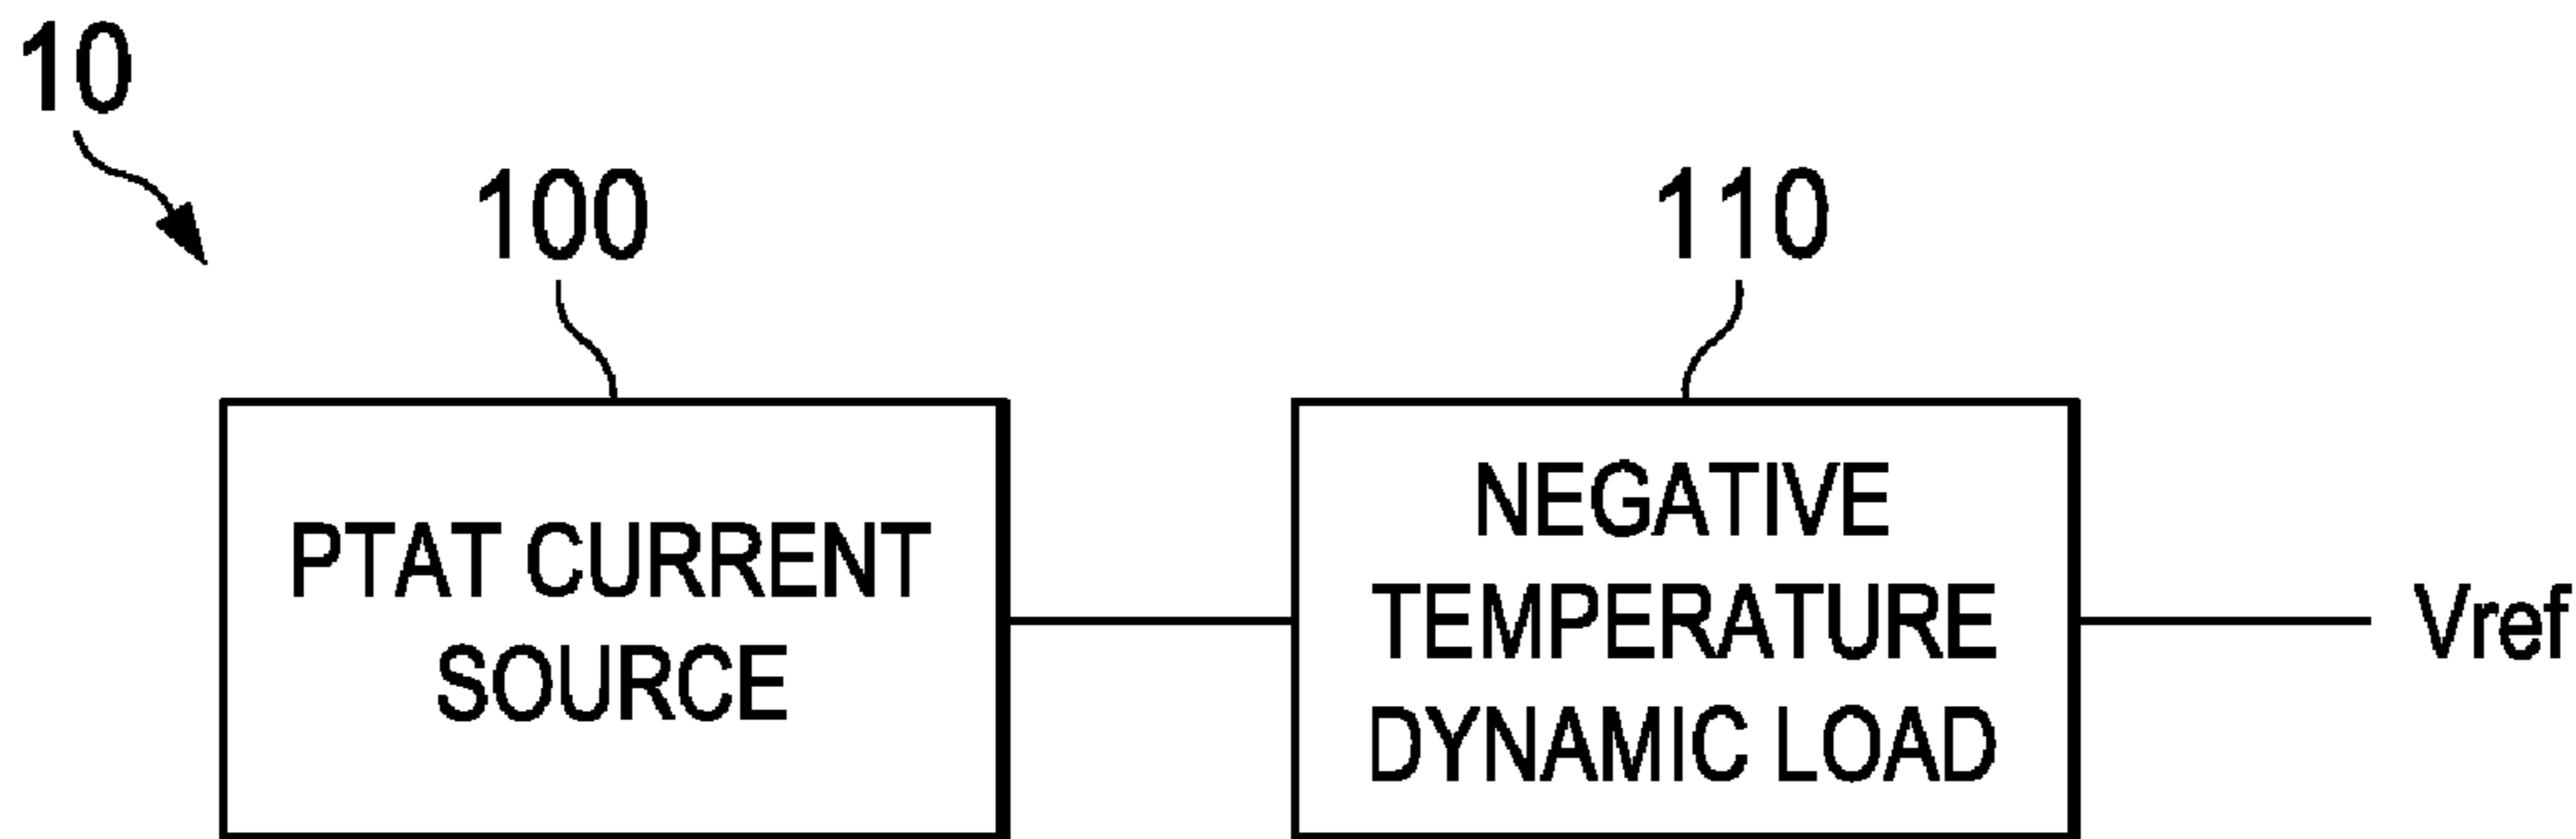 10
100
110
PTAT CURRENT
SOURCE
NEGATIVE
TEMPERATURE
DYNAMIC LOAD
Vref